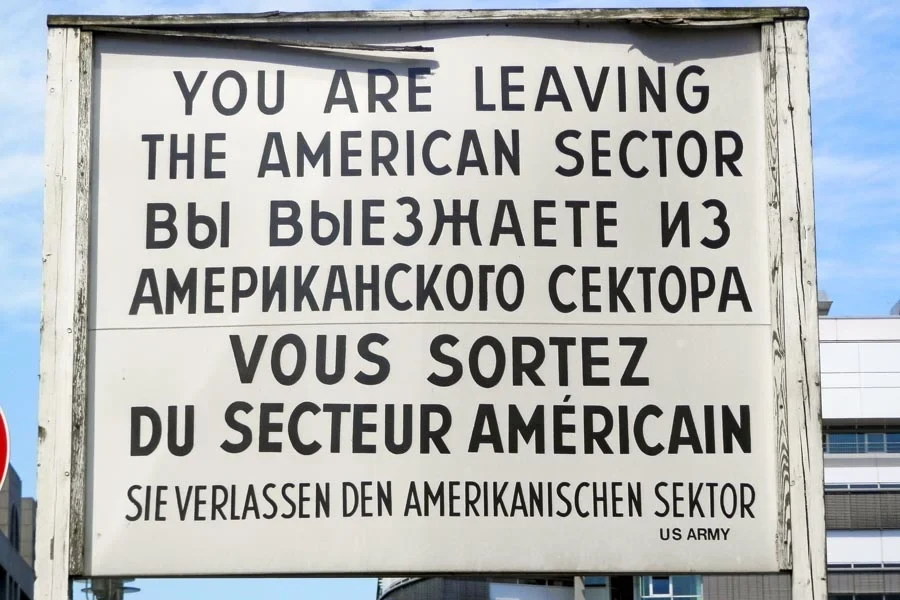 YOU ARE LEAVING
THE AMERICAN SECTOR
ВЫ ВЫЕЗЖАЕТЕ ИЗ
АМЕРИКАНСКОГО СЕКТОРА
VOUS SORTEZ
DU SECTEUR AMÉRICAIN
SIE VERLASSEN DEN AMERIKANISCHEN SEKTOR
US ARMY